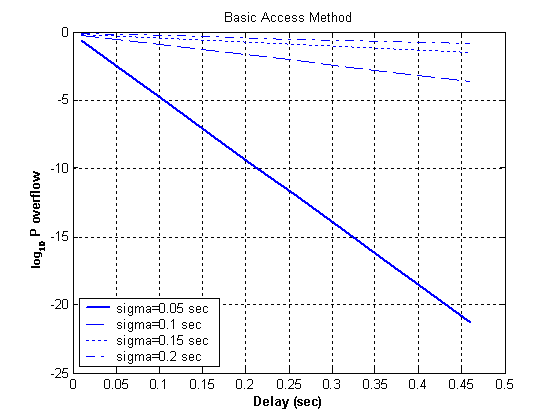 Basic Access Method
0
-5
-10
-15
-20
-25
log10 P overflow
sigma=0.05 sec
sigma=0.1 sec
sigma=0.15 sec
sigma=0.2 sec
0 0.05 0.1 0.15 0.2 0.25 0.3 0.35 0.4 0.45 0.5
Delay (sec)